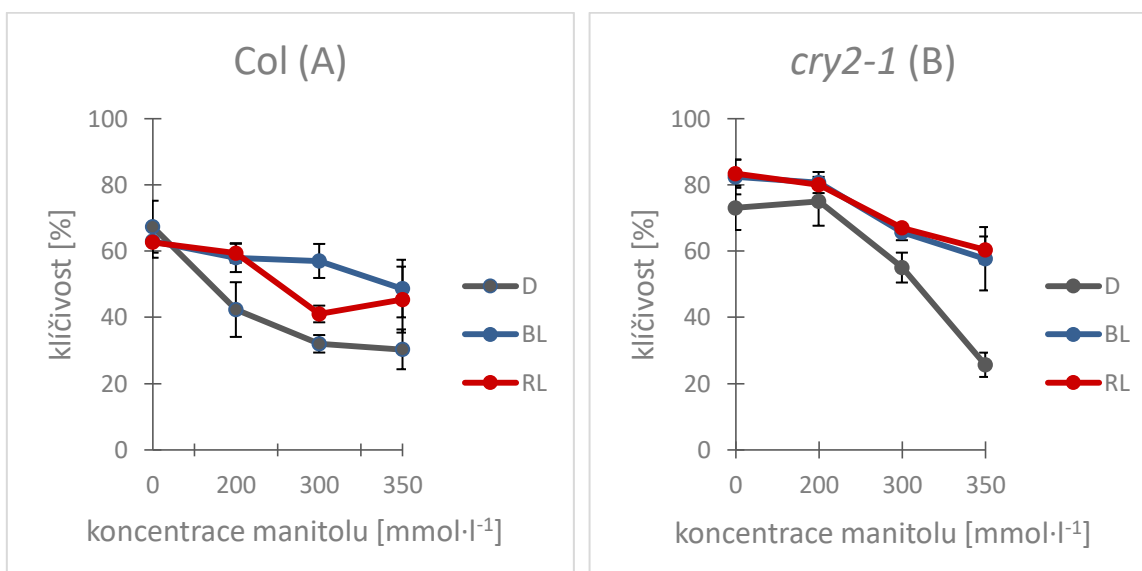 Col (A)
klíčivost [%]
100
80
60
40
20
0
0 200 300 350
koncentrace manitolu [mmol·l⁻¹]
D
BL
RL
cry2-1 (B)
klíčivost [%]
100
80
60
40
20
0
0 200 300 350
koncentrace manitolu [mmol·l⁻¹]
D
BL
RL